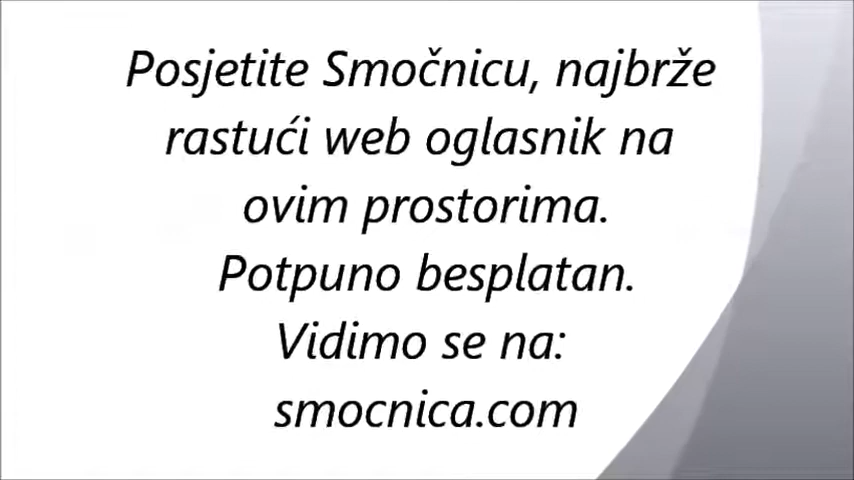 Posjetite Smočnicu, najbrže
rastući web oglasnik na
ovim prostorima.
Potpuno besplatan.
Vidimo se na:
smocnica.com